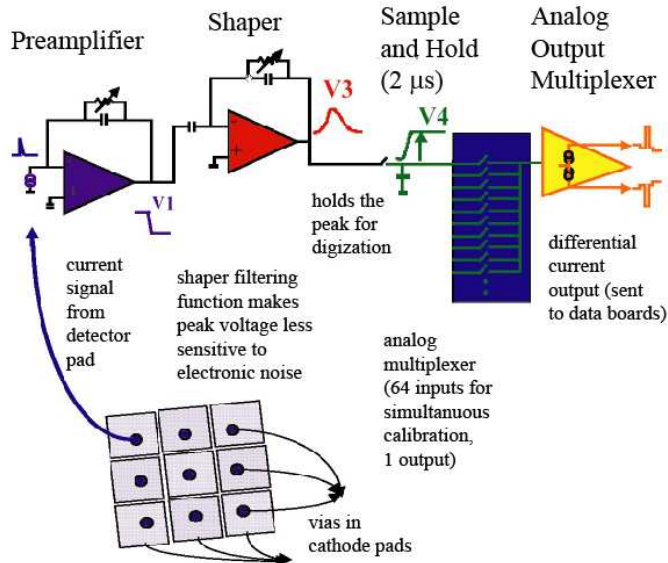 Preamplifier
Shaper
Sample
and Hold
(2 μs)
Analog
Output
Multiplexer
V1
V3
V4
-
+
-
+
holds the
peak for
digization
current
signal
from
detector
pad
shaper filtering
function makes
peak voltage less
sensitive to
electronic noise
analog
multiplexer
(64 inputs for
simultanuous
calibration,
1 output)
differential
current
output (sent
to data boards)
vias in
cathode pads